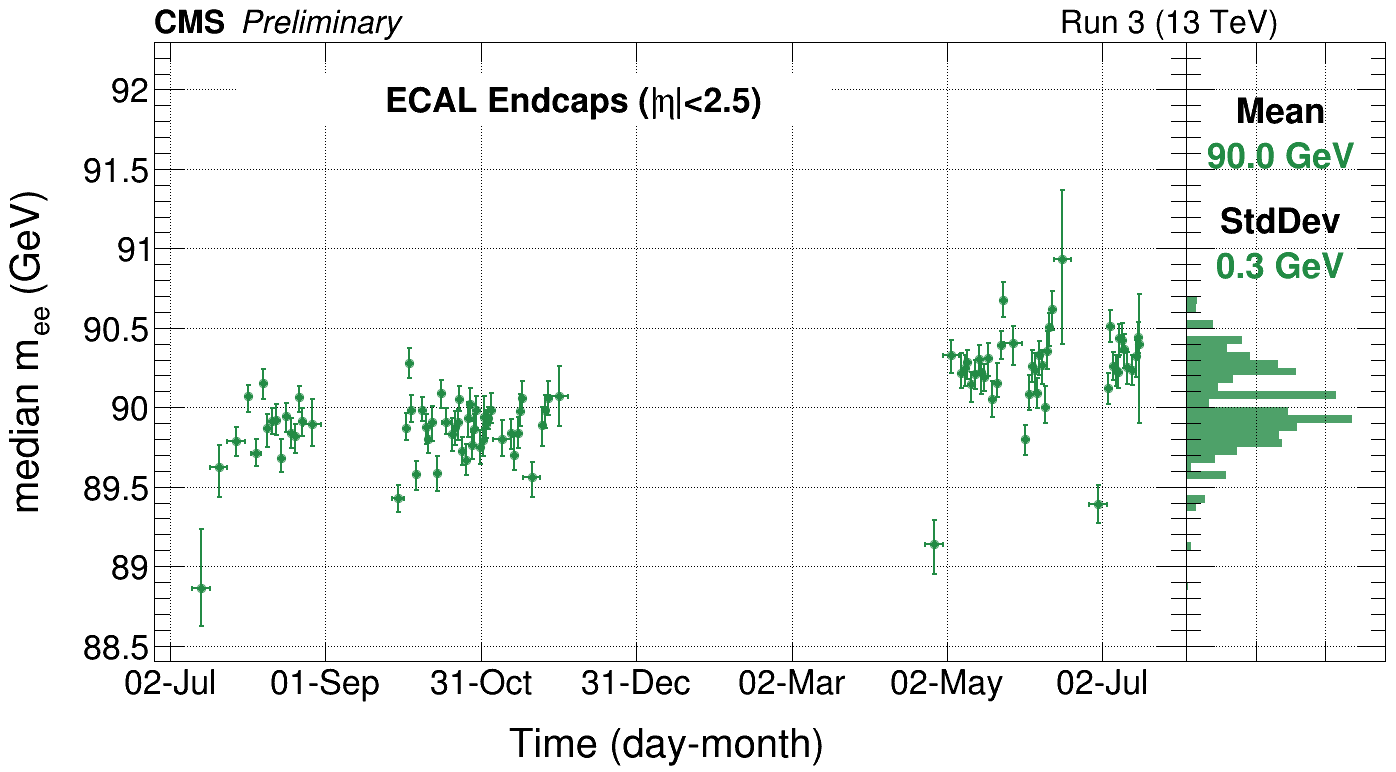 CMS Preliminary
Run 3 (13 TeV)
ECAL Endcaps (|η|<2.5)
Mean
90.0 GeV
StdDev
0.3 GeV
median mee (GeV)
92
91.5
91
90.5
90
89.5
89
88.5
02-Jul 01-Sep 31-Oct 31-Dec 02-Mar 02-May 02-Jul
Time (day-month)